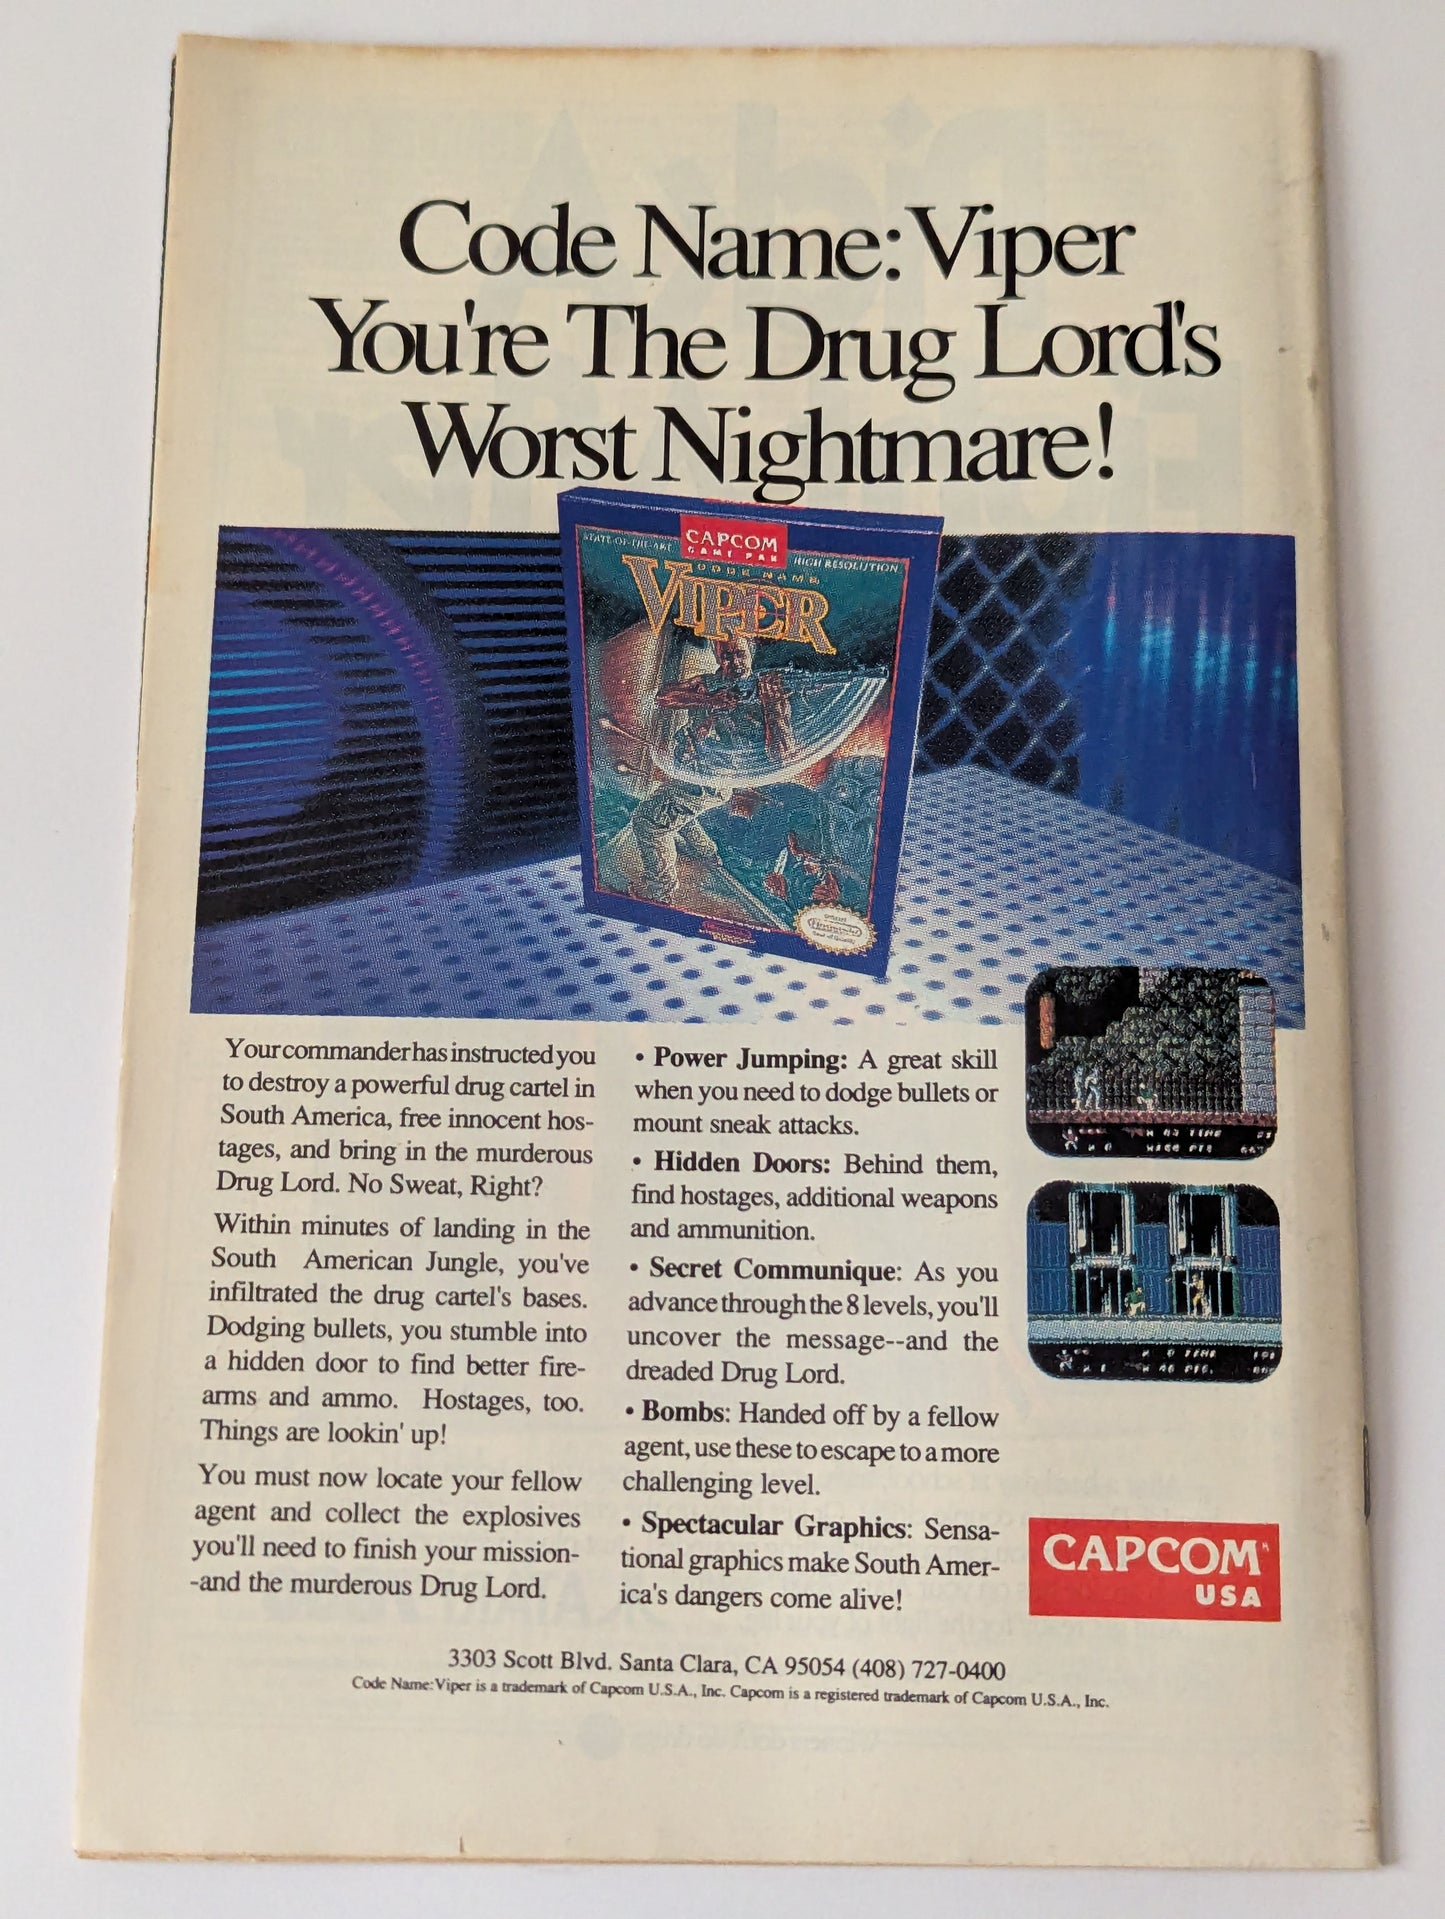 Code Name: Viper
You're The Drug Lord's
Worst Nightmare!
STATE-OF-THE-ART
CAPCOM
GAME PAK
HIGH RESOLUTION
CODE NAME
VIPER
Nintendo
Seal of Quality
Your commander has instructed you
to destroy a powerful drug cartel in
South America, free innocent hos-
tages, and bring in the murderous
Drug Lord. No Sweat, Right?
Within minutes of landing in the
South American Jungle, you've
infiltrated the drug cartel's bases.
Dodging bullets, you stumble into
a hidden door to find better fire-
arms and ammo. Hostages, too.
Things are lookin' up!
You must now locate your fellow
agent and collect the explosives
you'll need to finish your mission-
-and the murderous Drug Lord.
• Power Jumping: A great skill
when you need to dodge bullets or
mount sneak attacks.
• Hidden Doors: Behind them,
find hostages, additional weapons
and ammunition.
• Secret Communique: As you
advance through the 8 levels, you'll
uncover the message--and the
dreaded Drug Lord.
• Bombs: Handed off by a fellow
agent, use these to escape to a more
challenging level.
• Spectacular Graphics: Sensa-
tional graphics make South Amer-
ica's dangers come alive!
CAPCOM
USA
3303 Scott Blvd. Santa Clara, CA 95054 (408) 727-0400
Code Name: Viper is a trademark of Capcom U.S.A., Inc. Capcom is a registered trademark of Capcom U.S.A., Inc.